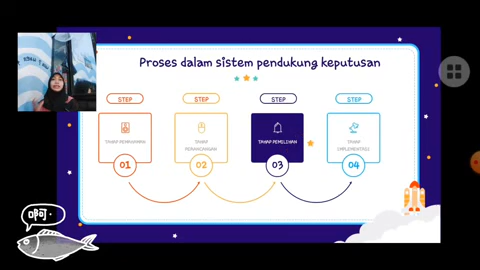 Proses dalam sistem pendukung keputusan
STEP
STEP
STEP
STEP
TAHAP PEMAHAMAN
TAHAP
PERANCANGAN
TAHAP PEMILIHAN
TAHAP
IMPLEMENTASI
01
02
03
04